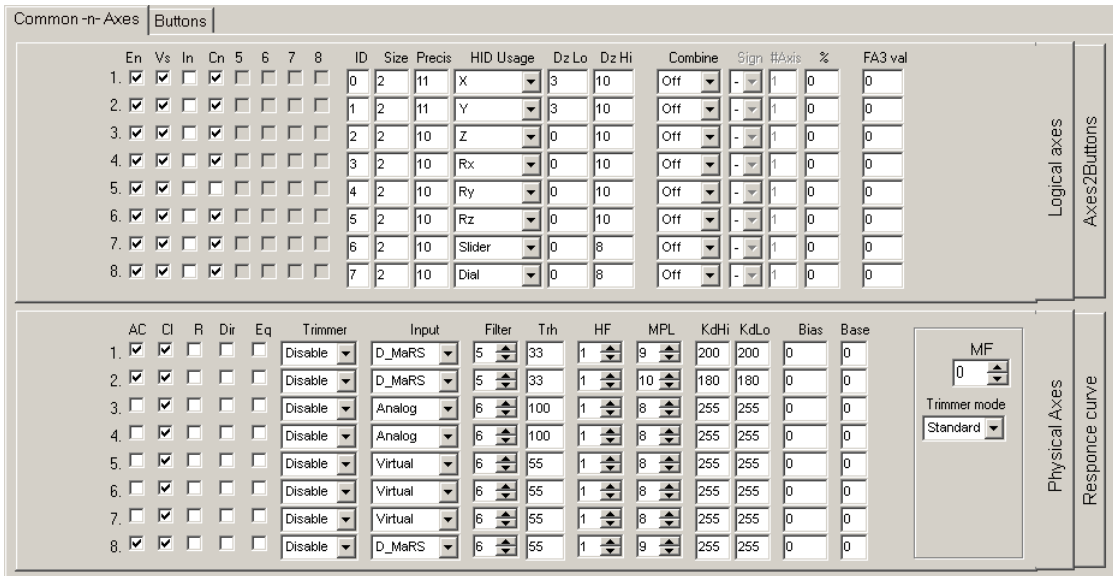 Common -n- Axes Buttons
En Vs In Cn 5 6 7 8 ID Size Precis HID Usage Dz Lo Dz Hi Combine Sign #Axis % FA3 val
1. 0 2 11 X 3 10 Off - 1 0 0
2. 1 2 11 Y 3 10 Off - 1 0 0
3. 2 2 10 Z 0 10 Off - 1 0 0
4. 3 2 10 Rx 0 10 Off - 1 0 0
5. 4 2 10 Ry 0 10 Off - 1 0 0
6. 5 2 10 Rz 0 10 Off - 1 0 0
7. 6 2 10 Slider 0 8 Off - 1 0 0
8. 7 2 10 Dial 0 8 Off - 1 0 0
Logical axes
Axes2Buttons
AC Cl R Dir Eq Trimmer Input Filter Trh HF MPL KdHi KdLo Bias Base
1. Disable D_MaRS 5 33 1 9 200 200 0 0
2. Disable D_MaRS 5 33 1 10 180 180 0 0
3. Disable Analog 6 100 1 8 255 255 0 0
4. Disable Analog 6 100 1 8 255 255 0 0
5. Disable Virtual 6 55 1 8 255 255 0 0
6. Disable Virtual 6 55 1 8 255 255 0 0
7. Disable Virtual 6 55 1 8 255 255 0 0
8. Disable D_MaRS 6 55 1 9 255 255 0 0
MF
0
Trimmer mode
Standard
Physical Axes
Responce curve